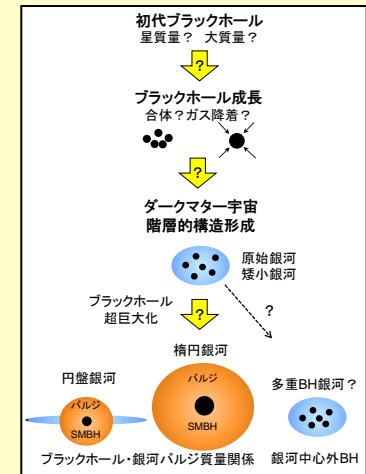 初代ブラックホール
星質量？ 大質量？
?
ブラックホール成長
合体？ガス降着？
?
ダークマター宇宙
階層的構造形成
原始銀河
矮小銀河
ブラックホール
超巨大化
?
?
楕円銀河
円盤銀河
バルジ
多重BH銀河？
バルジ
SMBH
SMBH
ブラックホール・銀河バルジ質量関係
銀河中心外BH